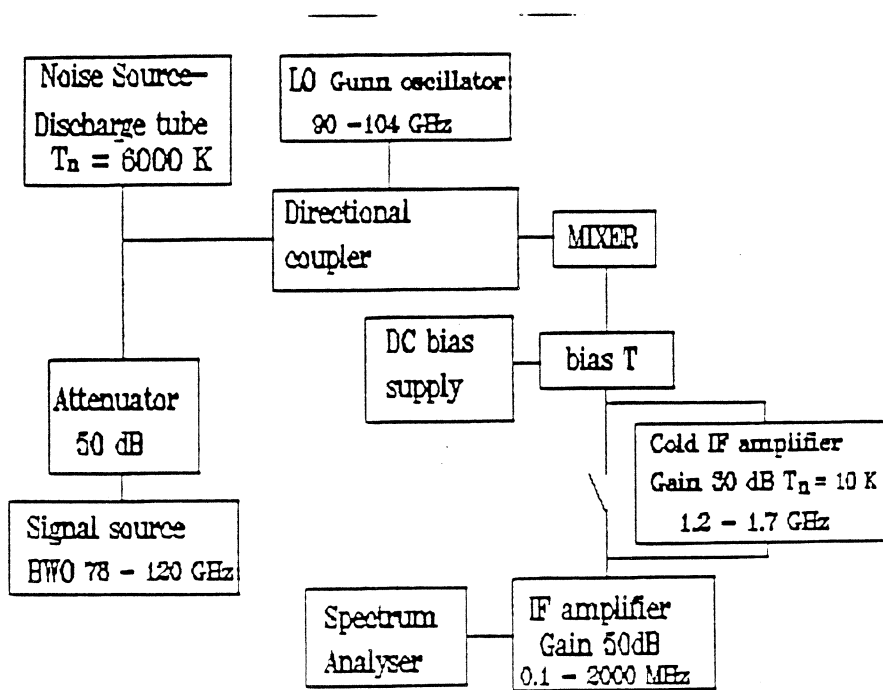 Noise Source–
Discharge tube
Tn = 6000 K
LO Gunn oscillator
90 – 104 GHz
Directional
coupler
MIXER
DC bias
supply
bias T
Attenuator
50 dB
Cold IF amplifier
Gain 30 dB Tn = 10 K
1.2 – 1.7 GHz
Signal source
BWO 78 – 120 GHz
Spectrum
Analyser
IF amplifier
Gain 50dB
0.1 – 2000 MHz